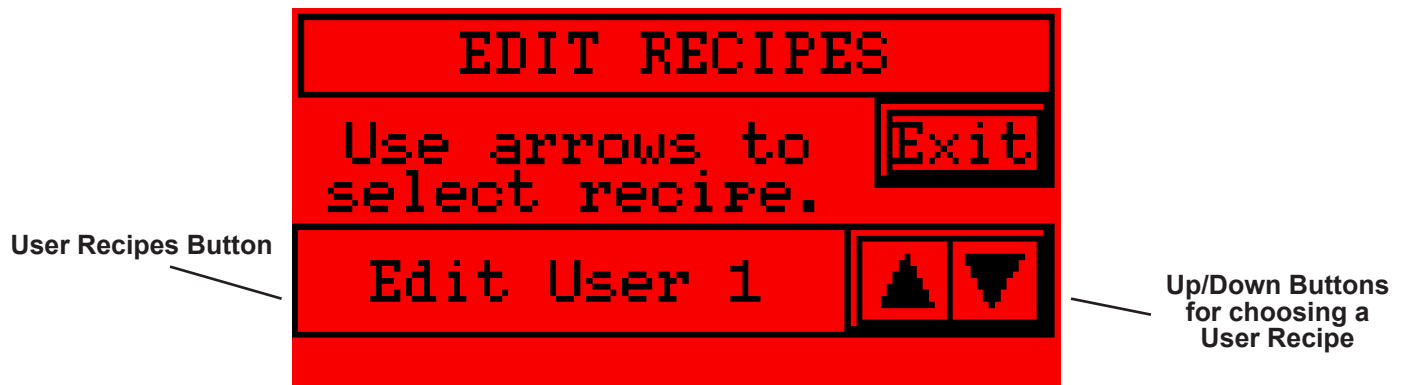 EDIT RECIPES
Use arrows to
select recipe.
Exit
User Recipes Button
Edit User 1
Up/Down Buttons
for choosing a
User Recipe